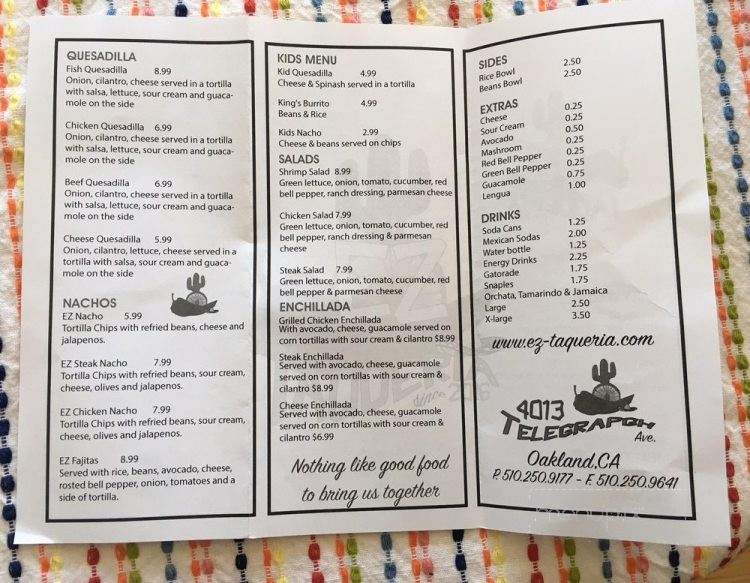 QUESADILLA
Fish Quesadilla 8.99
Onion, cilantro, cheese served in a tortilla
with salsa, lettuce, sour cream and guaca-
mole on the side
Chicken Quesadilla 6.99
Onion, cilantro, cheese served in a tortilla
with salsa, lettuce, sour cream and guaca-
mole on the side
Beef Quesadilla 6.99
Onion, cilantro, cheese served in a tortilla
with salsa, lettuce, sour cream and guaca-
mole on the side
Cheese Quesadilla 5.99
Onion, cilantro, lettuce, cheese served in a
tortilla with salsa, sour cream and guacamole
on the side
NACHOS
EZ Nacho 5.99
Tortilla Chips with refried beans, cheese and
jalapenos.
EZ Steak Nacho 7.99
Tortilla Chips with refried beans, sour cream,
cheese, olives and jalapenos.
EZ Chicken Nacho 7.99
Tortilla Chips with refried beans, sour cream,
cheese, olives and jalapenos.
EZ Fajitas 8.99
Served with rice, beans, avocado, cheese,
rosted bell pepper, onion, tomatoes and a
side of tortilla.
KIDS MENU
Kid Quesadilla 4.99
Cheese & Spinash served in a tortilla
King's Burrito 4.99
Beans & Rice
Kids Nacho 2.99
Cheese & beans served on chips
SALADS
Shrimp Salad 8.99
Green lettuce, onion, tomato, cucumber, red
bell pepper, ranch dressing, parmesan cheese
Chicken Salad 7.99
Green lettuce, onion, tomato, cucumber, red
bell pepper, ranch dressing & parmesan
cheese
Steak Salad 7.99
Green lettuce, onion, tomato, cucumber, red
bell pepper & parmesan cheese
ENCHILLADA
Grilled Chicken Enchillada
With avocado, cheese, guacamole served on
corn tortillas with sour cream & cilantro $8.99
Steak Enchillada
Served with avocado, cheese, guacamole
served on corn tortillas with sour cream &
cilantro $8.99
Cheese Enchillada
Served with avocado, cheese, guacamole
served on corn tortillas with sour cream &
cilantro $6.99
Nothing like good food
to bring us together
SIDES
Rice Bowl 2.50
Beans Bowl 2.50
EXTRAS
Cheese 0.25
Sour Cream 0.25
Avocado 0.50
Mashroom 0.25
Red Bell Pepper 0.25
Green Bell Pepper 0.25
Guacamole 0.25
Lengua 1.00
DRINKS
Soda Cans 1.25
Mexican Sodas 2.00
Water bottle 1.25
Energy Drinks 2.25
Gatorade 1.75
Snaples 1.75
Orchata, Tamarindo & Jamaica
Large 2.50
X-large 3.50
www.ez-taqueria.com
4013
TELEGRAPGH
Ave.
Oakland,CA
P. 510.250.9177 - F. 510.250.9641